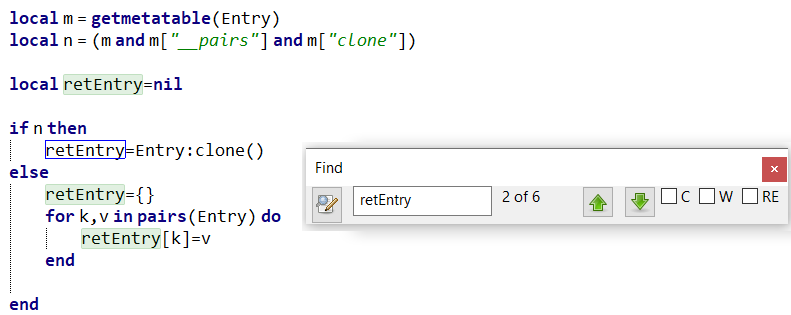 local m = getmetatable(Entry)
local n = (m and m["__pairs"] and m["clone"])
local retEntry=nil
if n then
retEntry=Entry:clone()
else
retEntry={}
for k,v in pairs(Entry) do
retEntry[k]=v
end
end
Find
×
retEntry
2 of 6
C
W
RE